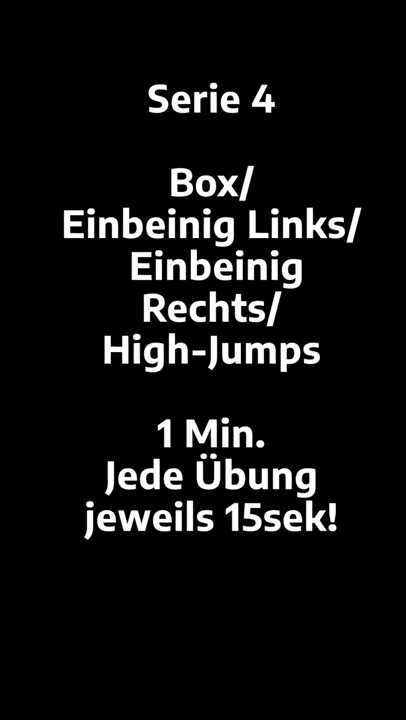 Serie 4
Box/
Einbeinig Links/
Einbeinig
Rechts/
High-Jumps
1 Min.
Jede Übung
jeweils 15sek!